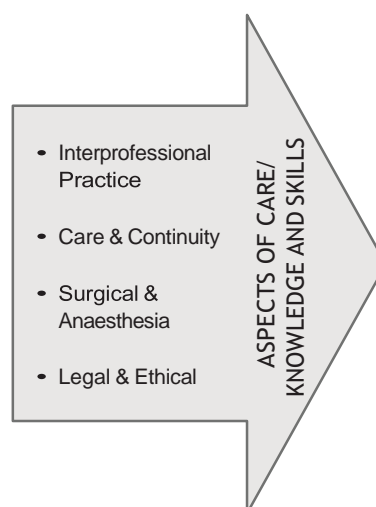 • Interprofessional
Practice
• Care & Continuity
• Surgical &
Anaesthesia
• Legal & Ethical
ASPECTS OF CARE/
KNOWLEDGE AND SKILLS